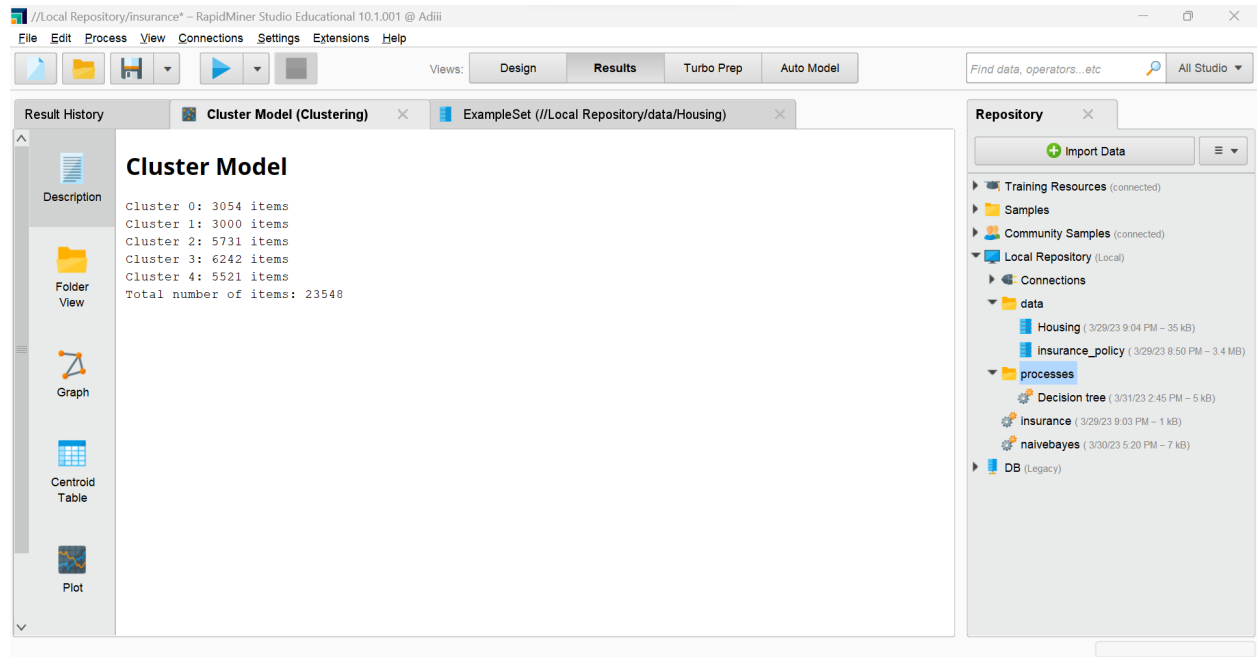 //Local Repository/insurance* – RapidMiner Studio Educational 10.1.001 @ Adiii
File Edit Process View Connections Settings Extensions Help
Views: Design Results Turbo Prep Auto Model
Find data, operators...etc
All Studio
Result History
Cluster Model (Clustering)
ExampleSet (//Local Repository/data/Housing)
Description
Folder
View
Graph
Centroid
Table
Plot
Cluster Model
Cluster 0: 3054 items
Cluster 1: 3000 items
Cluster 2: 5731 items
Cluster 3: 6242 items
Cluster 4: 5521 items
Total number of items: 23548
Repository
Import Data
Training Resources (connected)
Samples
Community Samples (connected)
Local Repository (Local)
Connections
data
Housing ( 3/29/23 9:04 PM – 35 kB)
insurance_policy ( 3/29/23 8:50 PM – 3.4 MB)
processes
Decision tree ( 3/31/23 2:45 PM – 5 kB)
insurance ( 3/29/23 9:03 PM – 1 kB)
naivebayes ( 3/30/23 5:20 PM – 7 kB)
DB (Legacy)